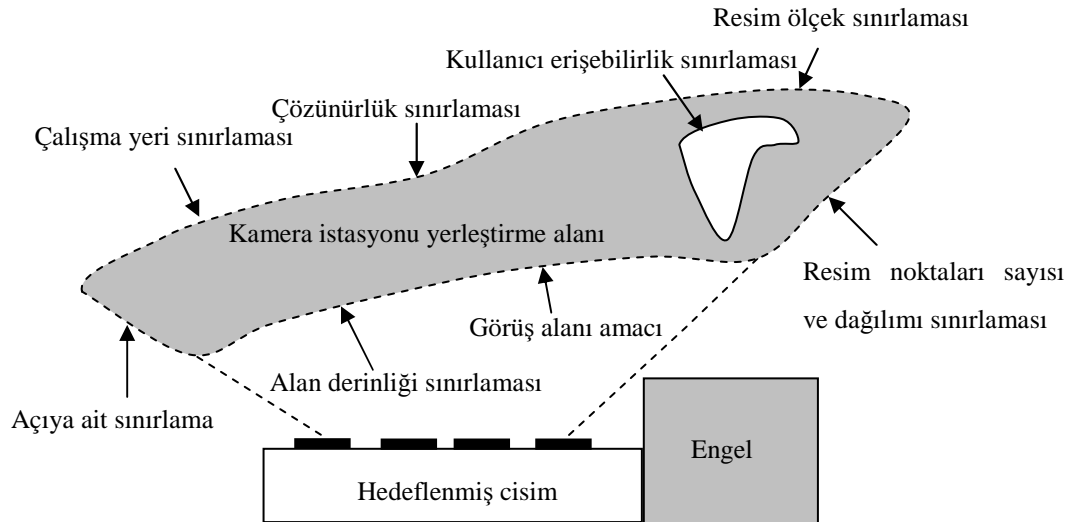 Resim ölçek sınırlaması
Kullanıcı erişebilirlik sınırlaması
Çözünürlük sınırlaması
Çalışma yeri sınırlaması
Kamera istasyonu yerleştirme alanı
Resim noktaları sayısı
ve dağılımı sınırlaması
Görüş alanı amacı
Alan derinliği sınırlaması
Açıya ait sınırlama
Engel
Hedeflenmiş cisim